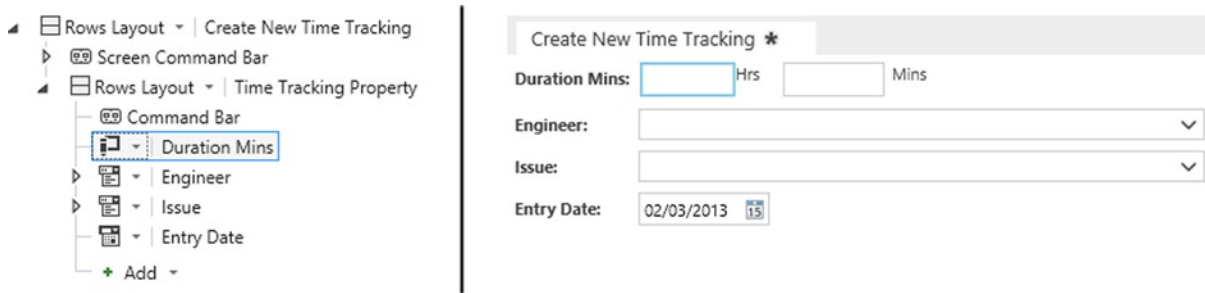 Rows Layout | Create New Time Tracking
Screen Command Bar
Rows Layout | Time Tracking Property
Command Bar
Duration Mins
Engineer
Issue
Entry Date
+ Add
Create New Time Tracking *
Duration Mins: Hrs Mins
Engineer:
Issue:
Entry Date: 02/03/2013 15